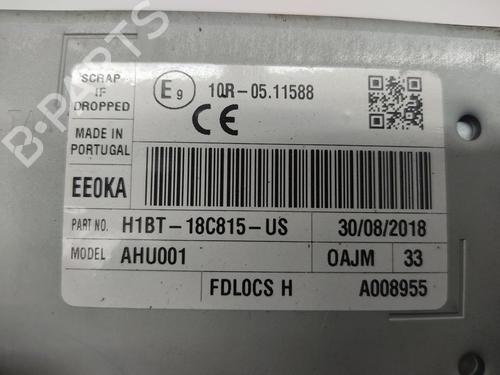 SCRAP
IF
DROPPED
E9
10R-05.11588
CE
MADE IN
PORTUGAL
EE0KA
PART NO. H1BT-18C815-US 30/08/2018
MODEL AHU001 OAJM 33
FDL0CS H A008955
B-PARTS